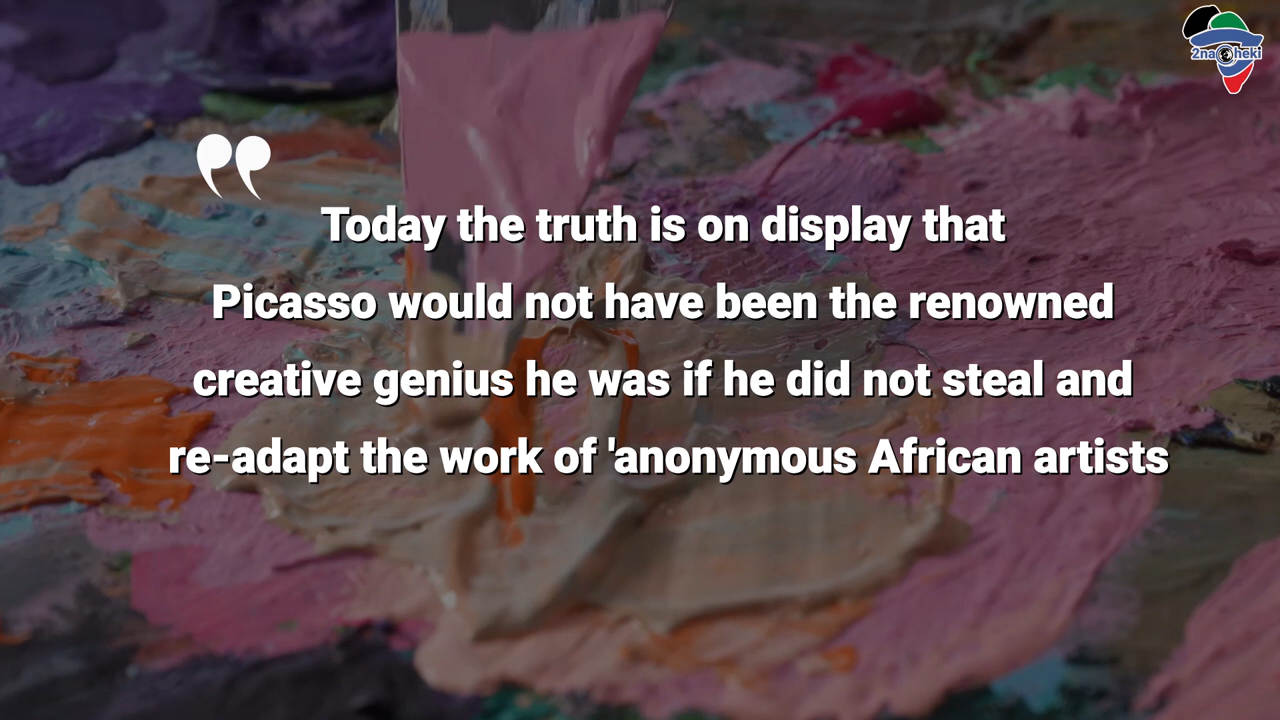 2nacheki
”
Today the truth is on display that
Picasso would not have been the renowned
creative genius he was if he did not steal and
re-adapt the work of 'anonymous African artists